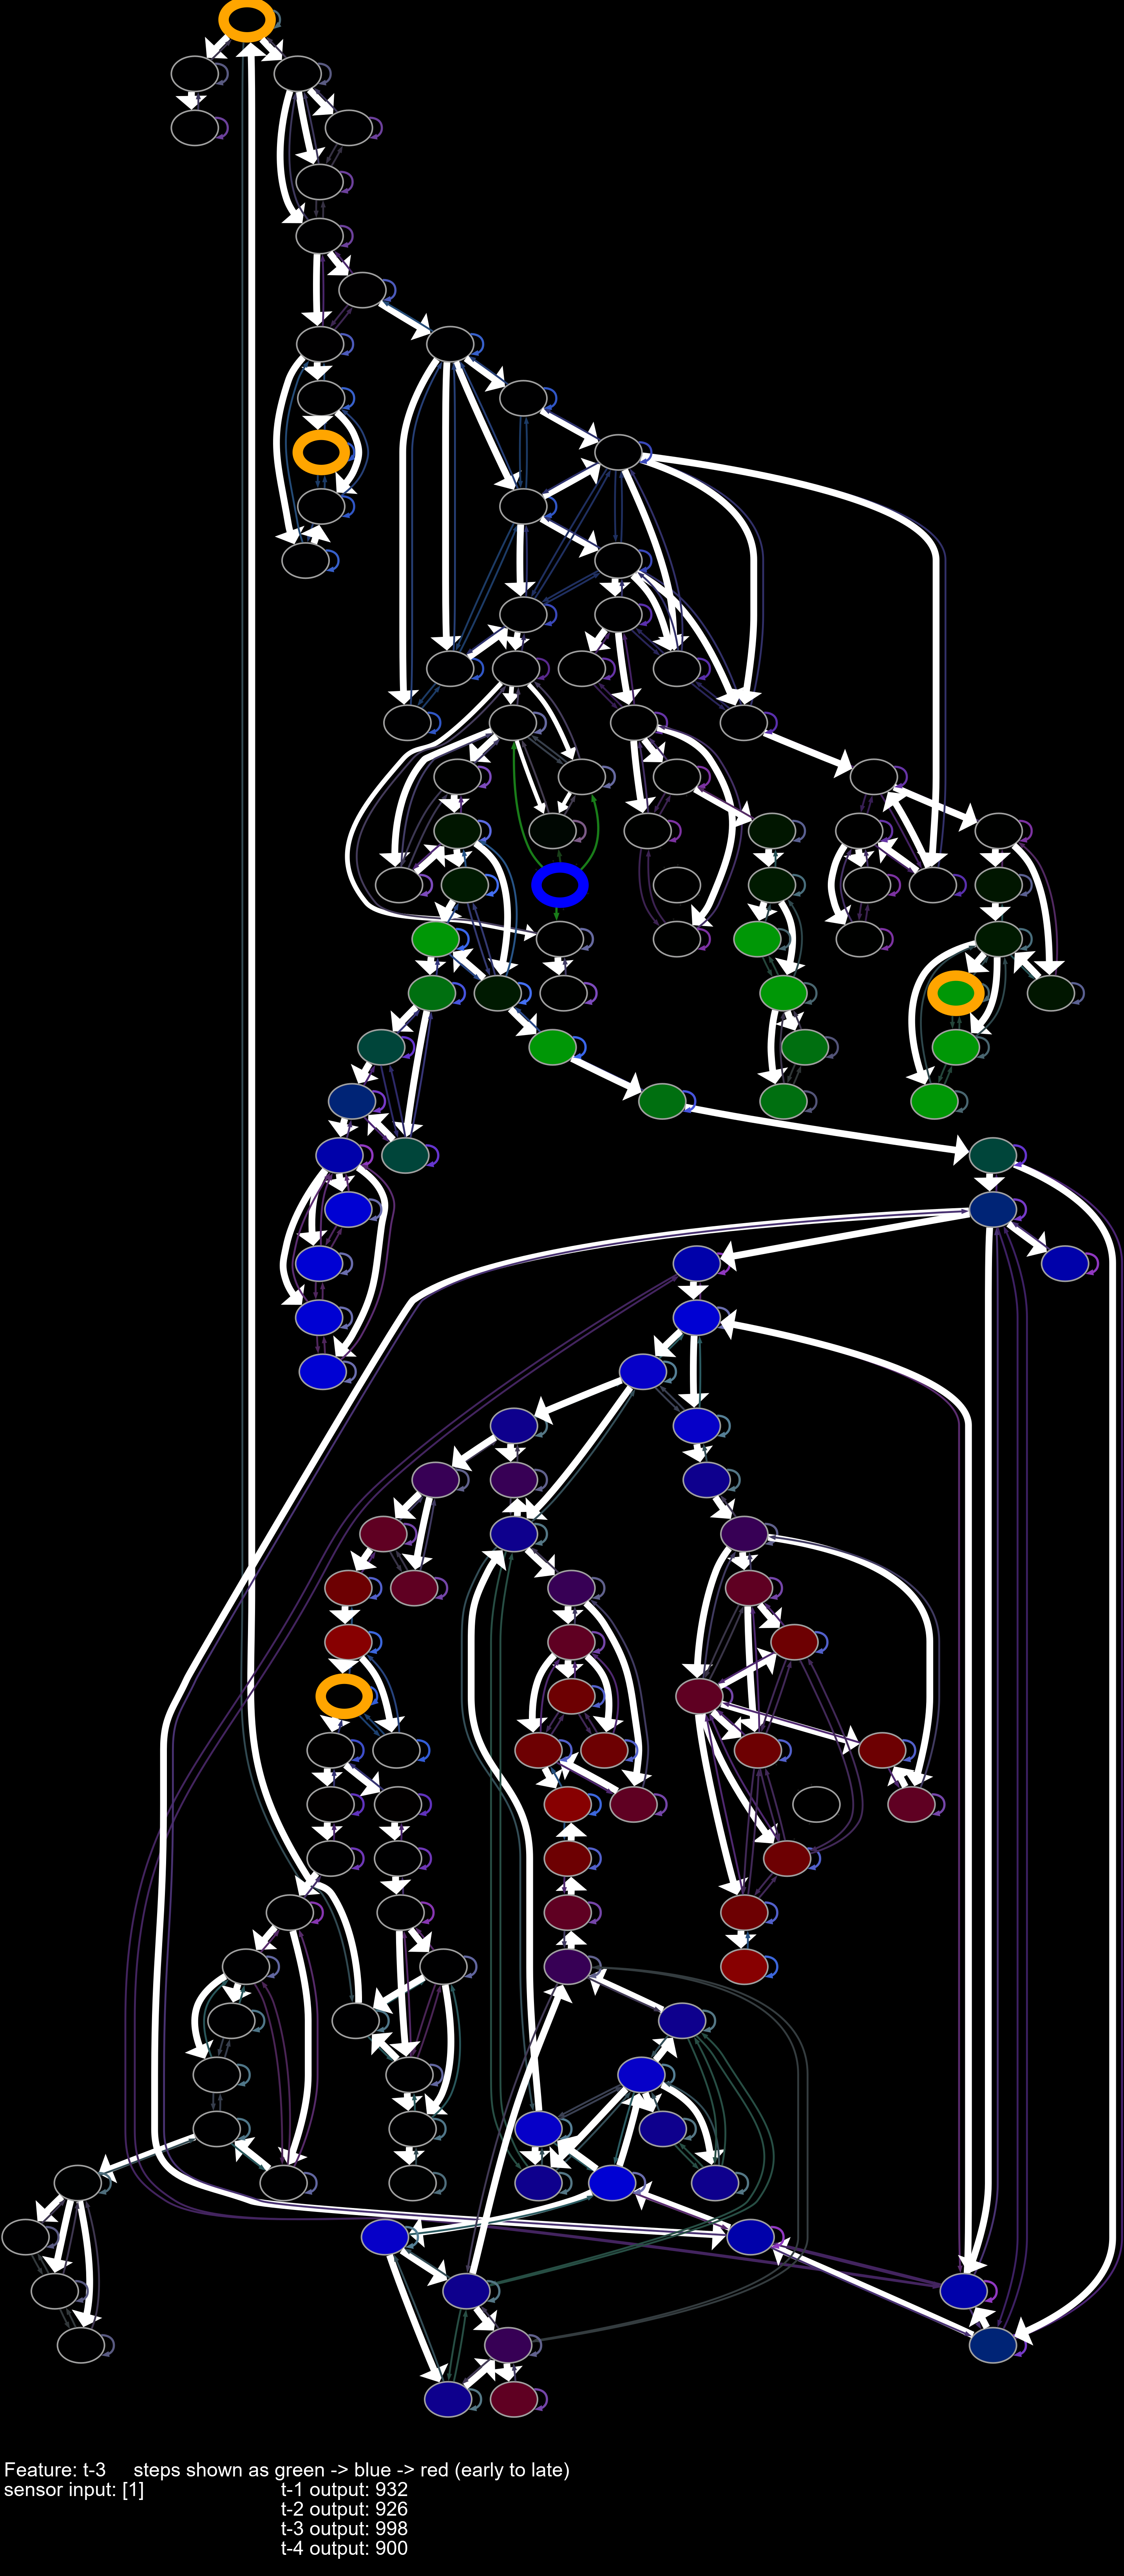 Feature: t-3     steps shown as green -> blue -> red (early to late)
sensor input: [1]
t-1 output: 932
t-2 output: 926
t-3 output: 998
t-4 output: 900